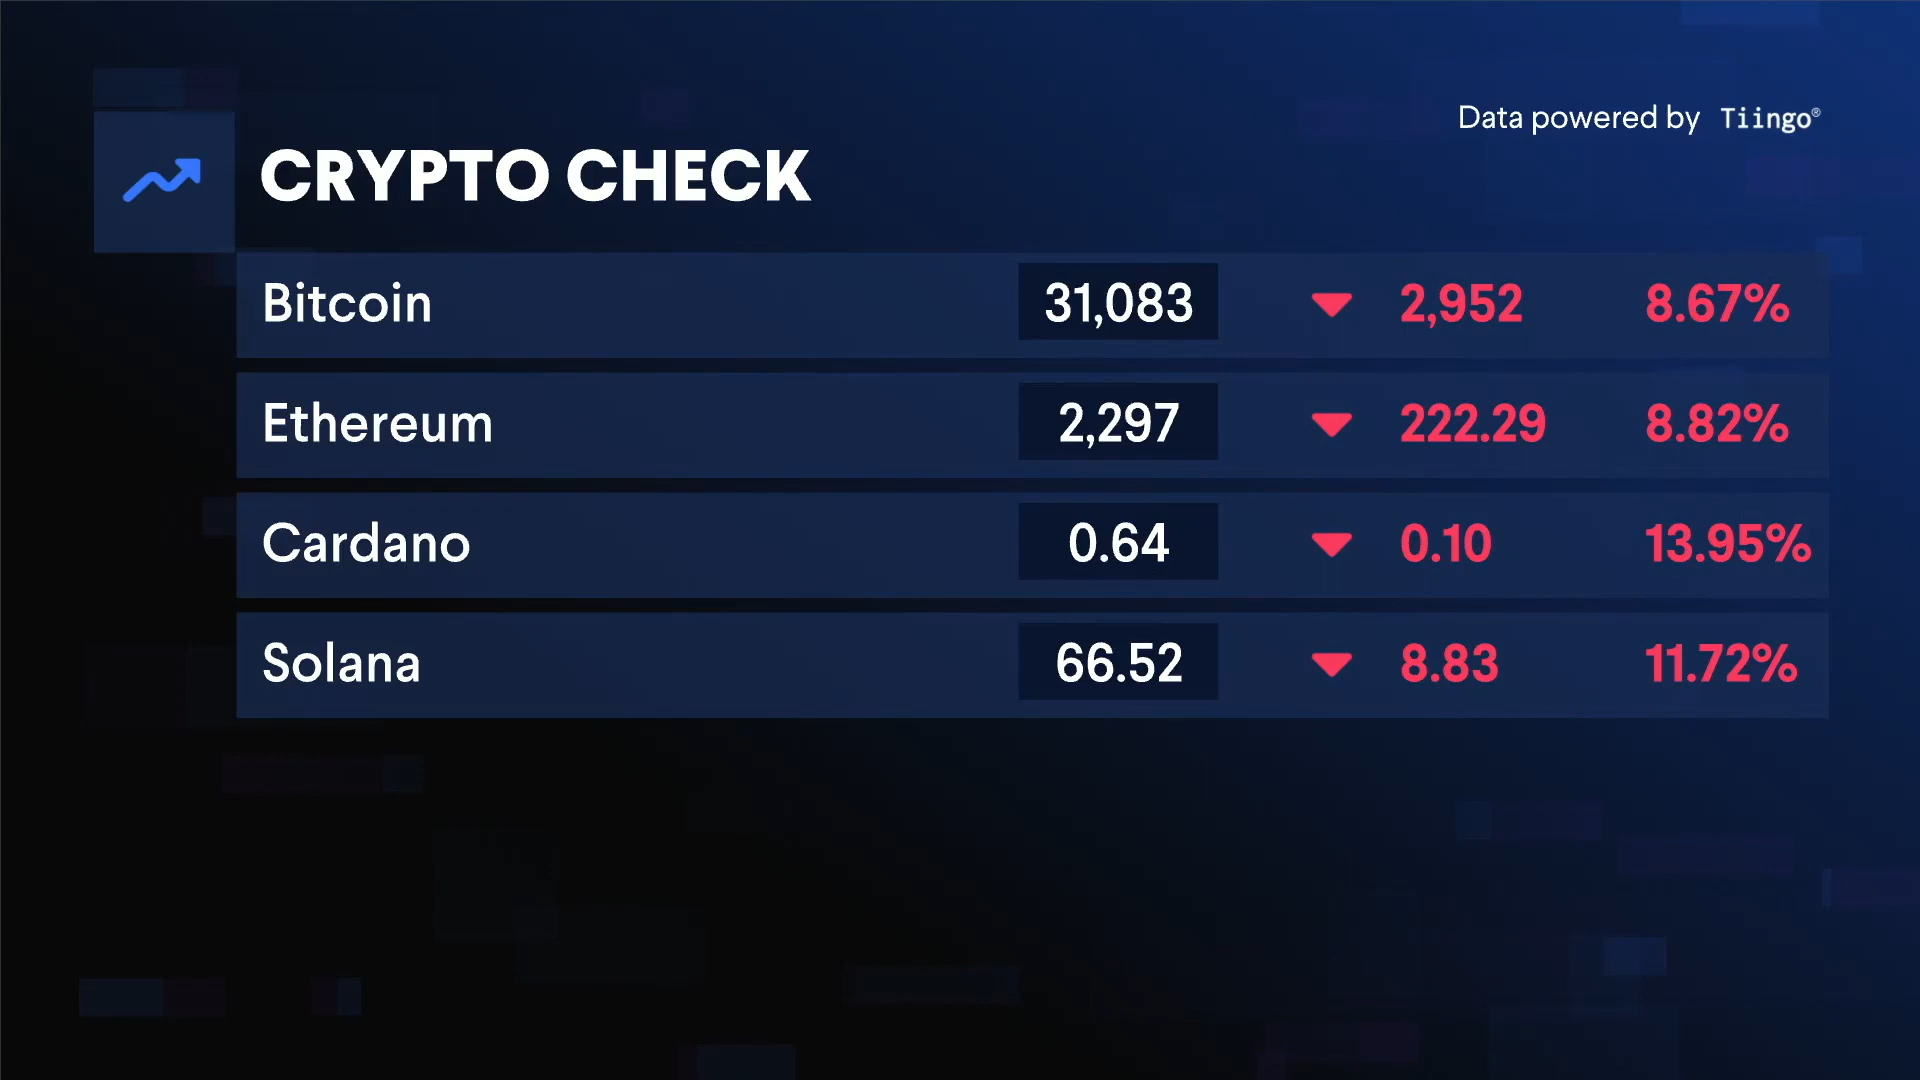 Data powered by Tiingo®
CRYPTO CHECK
Bitcoin 31,083 2,952 8.67%
Ethereum 2,297 222.29 8.82%
Cardano 0.64 0.10 13.95%
Solana 66.52 8.83 11.72%